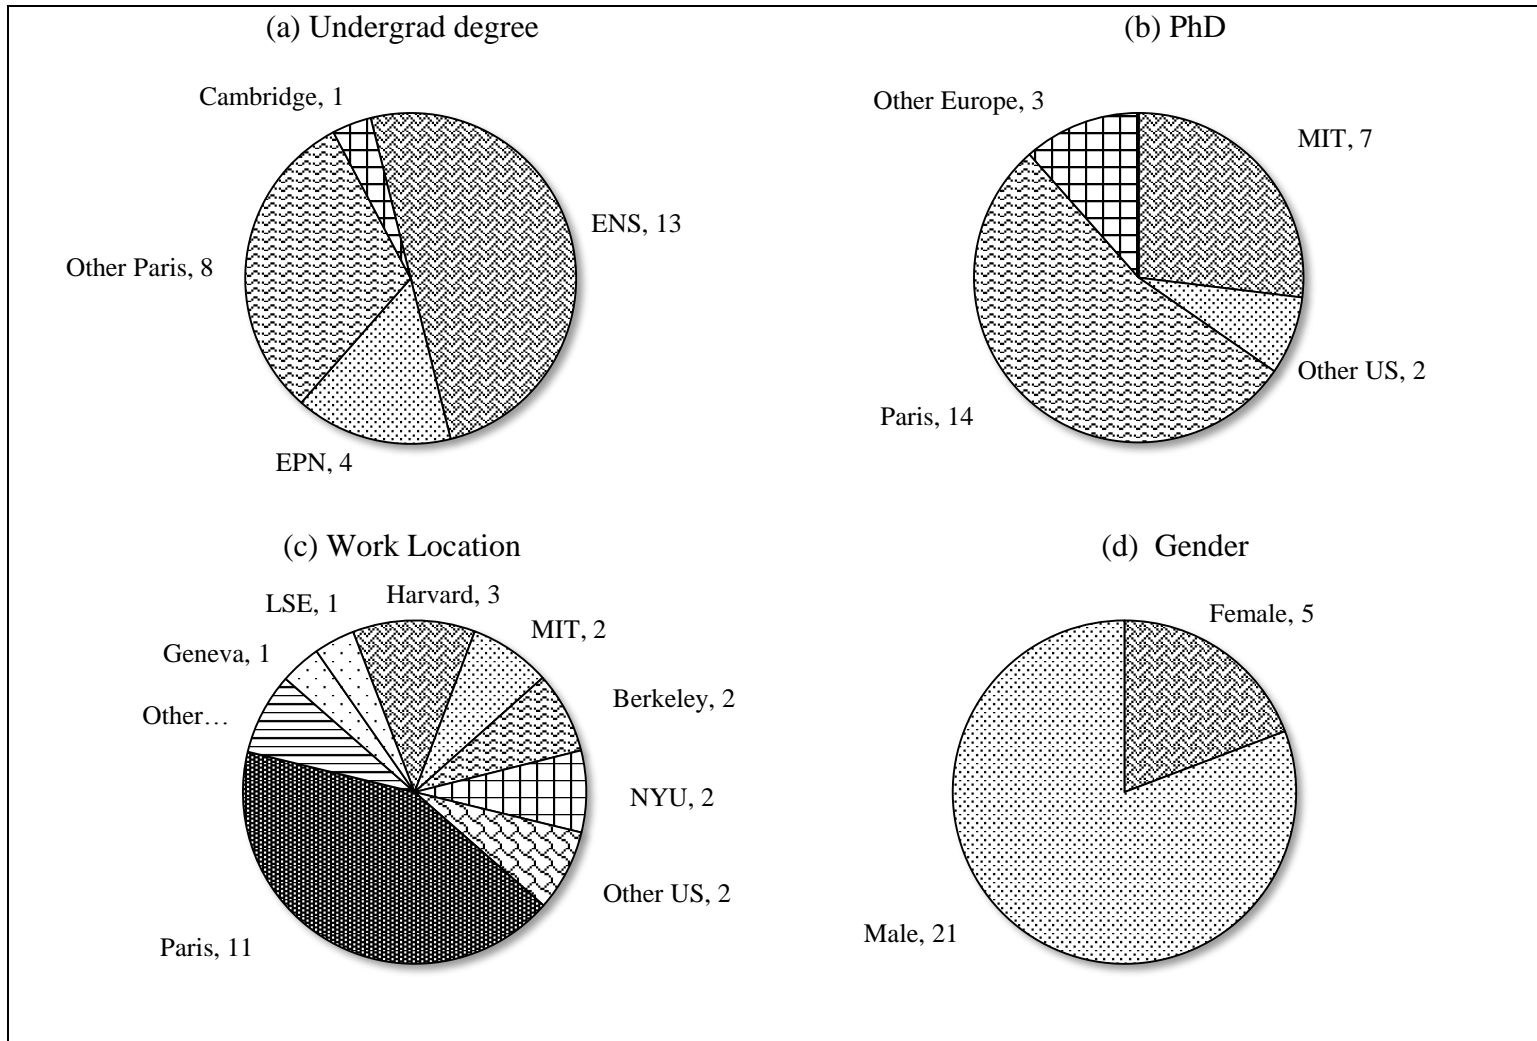 (a) Undergrad degree
Cambridge, 1
ENS, 13
Other Paris, 8
EPN, 4
(b) PhD
Other Europe, 3
MIT, 7
Other US, 2
Paris, 14
(c) Work Location
LSE, 1
Harvard, 3
MIT, 2
Geneva, 1
Berkeley, 2
Other…
NYU, 2
Other US, 2
Paris, 11
(d) Gender
Female, 5
Male, 21